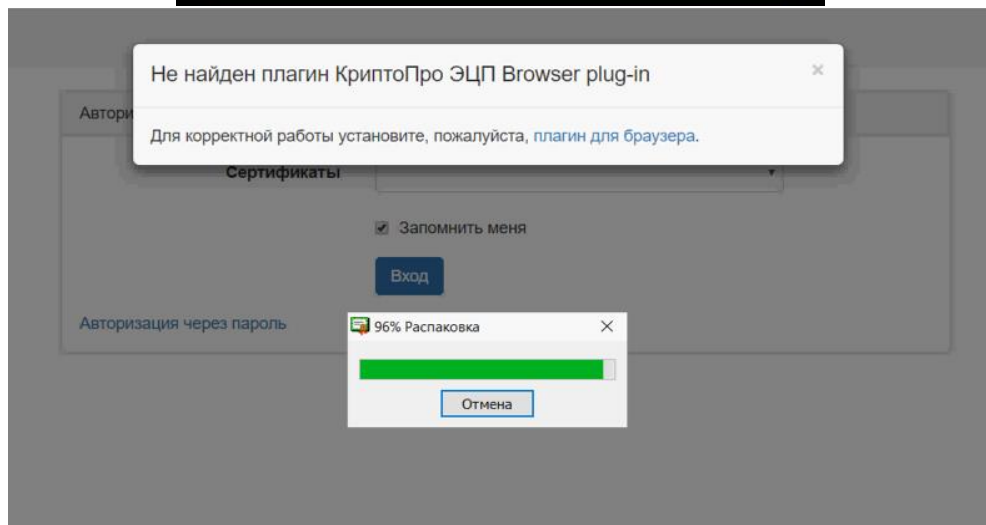 Не найден плагин КриптоПро ЭЦП Browser plug-in ×
Автори
Для корректной работы установите, пожалуйста, плагин для браузера.
Сертификаты
Запомнить меня
Вход
Авторизация через пароль
96% Распаковка
Отмена